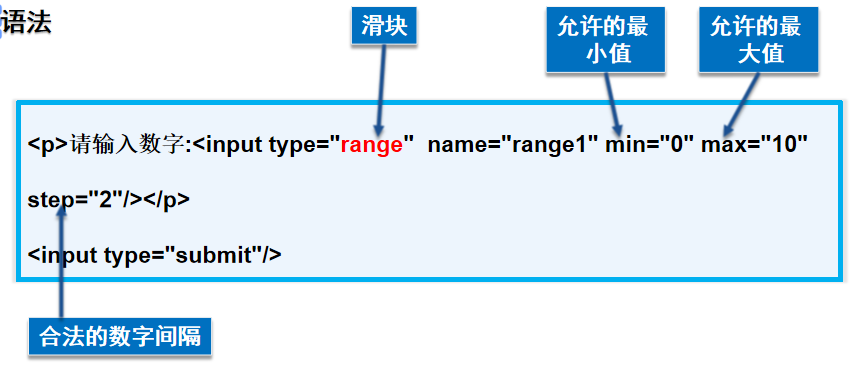 语法
滑块
允许的最
小值
允许的最
大值
<p>请输入数字:<input type="range"  name="range1" min="0" max="10"
step="2"/></p>
<input type="submit"/>
合法的数字间隔